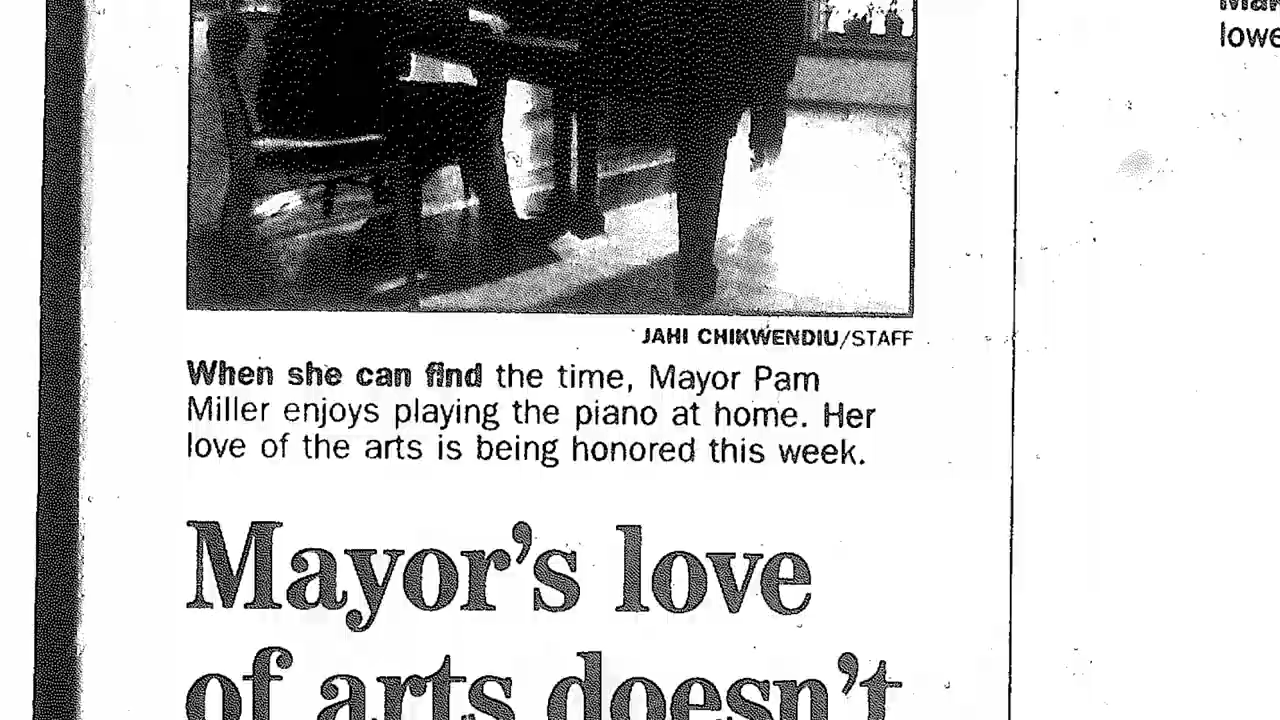 lowe
JAHI CHIKWENDIU/STAFF
When she can find the time, Mayor Pam
Miller enjoys playing the piano at home. Her
love of the arts is being honored this week.
Mayor's love
of arts doesn't